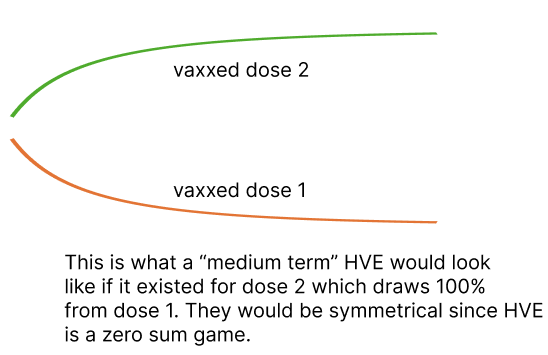 vaxxed dose 2
vaxxed dose 1
This is what a “medium term” HVE would look
like if it existed for dose 2 which draws 100%
from dose 1. They would be symmetrical since HVE
is a zero sum game.